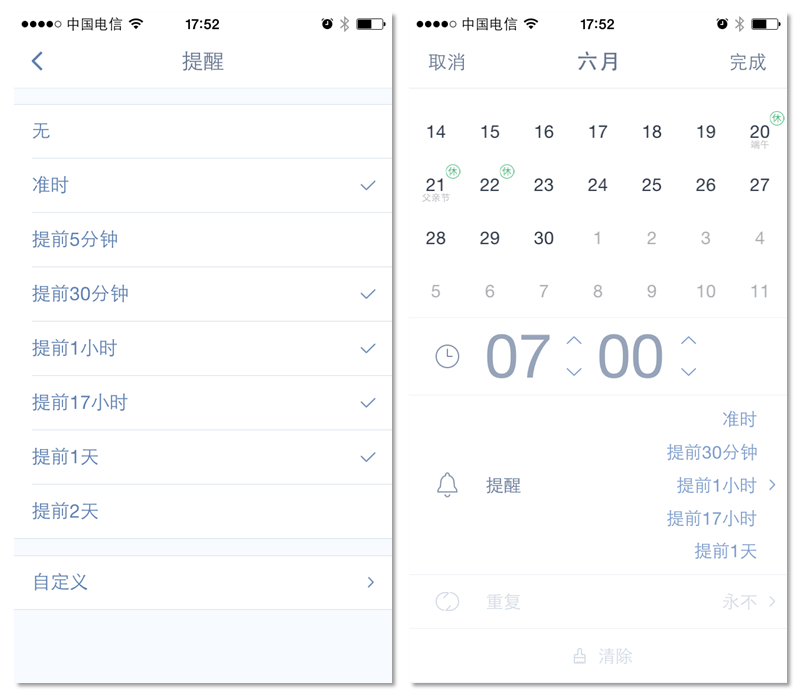 中国电信 17:52
提醒
无
准时
提前5分钟
提前30分钟
提前1小时
提前17小时
提前1天
提前2天
自定义
中国电信 17:52
取消 六月 完成
14 15 16 17 18 19 20 休
端午
21 休 22 休 23 24 25 26 27
父亲节
28 29 30 1 2 3 4
5 6 7 8 9 10 11
07 00
准时
提前30分钟
提醒 提前1小时
提前17小时
提前1天
重复 永不
清除